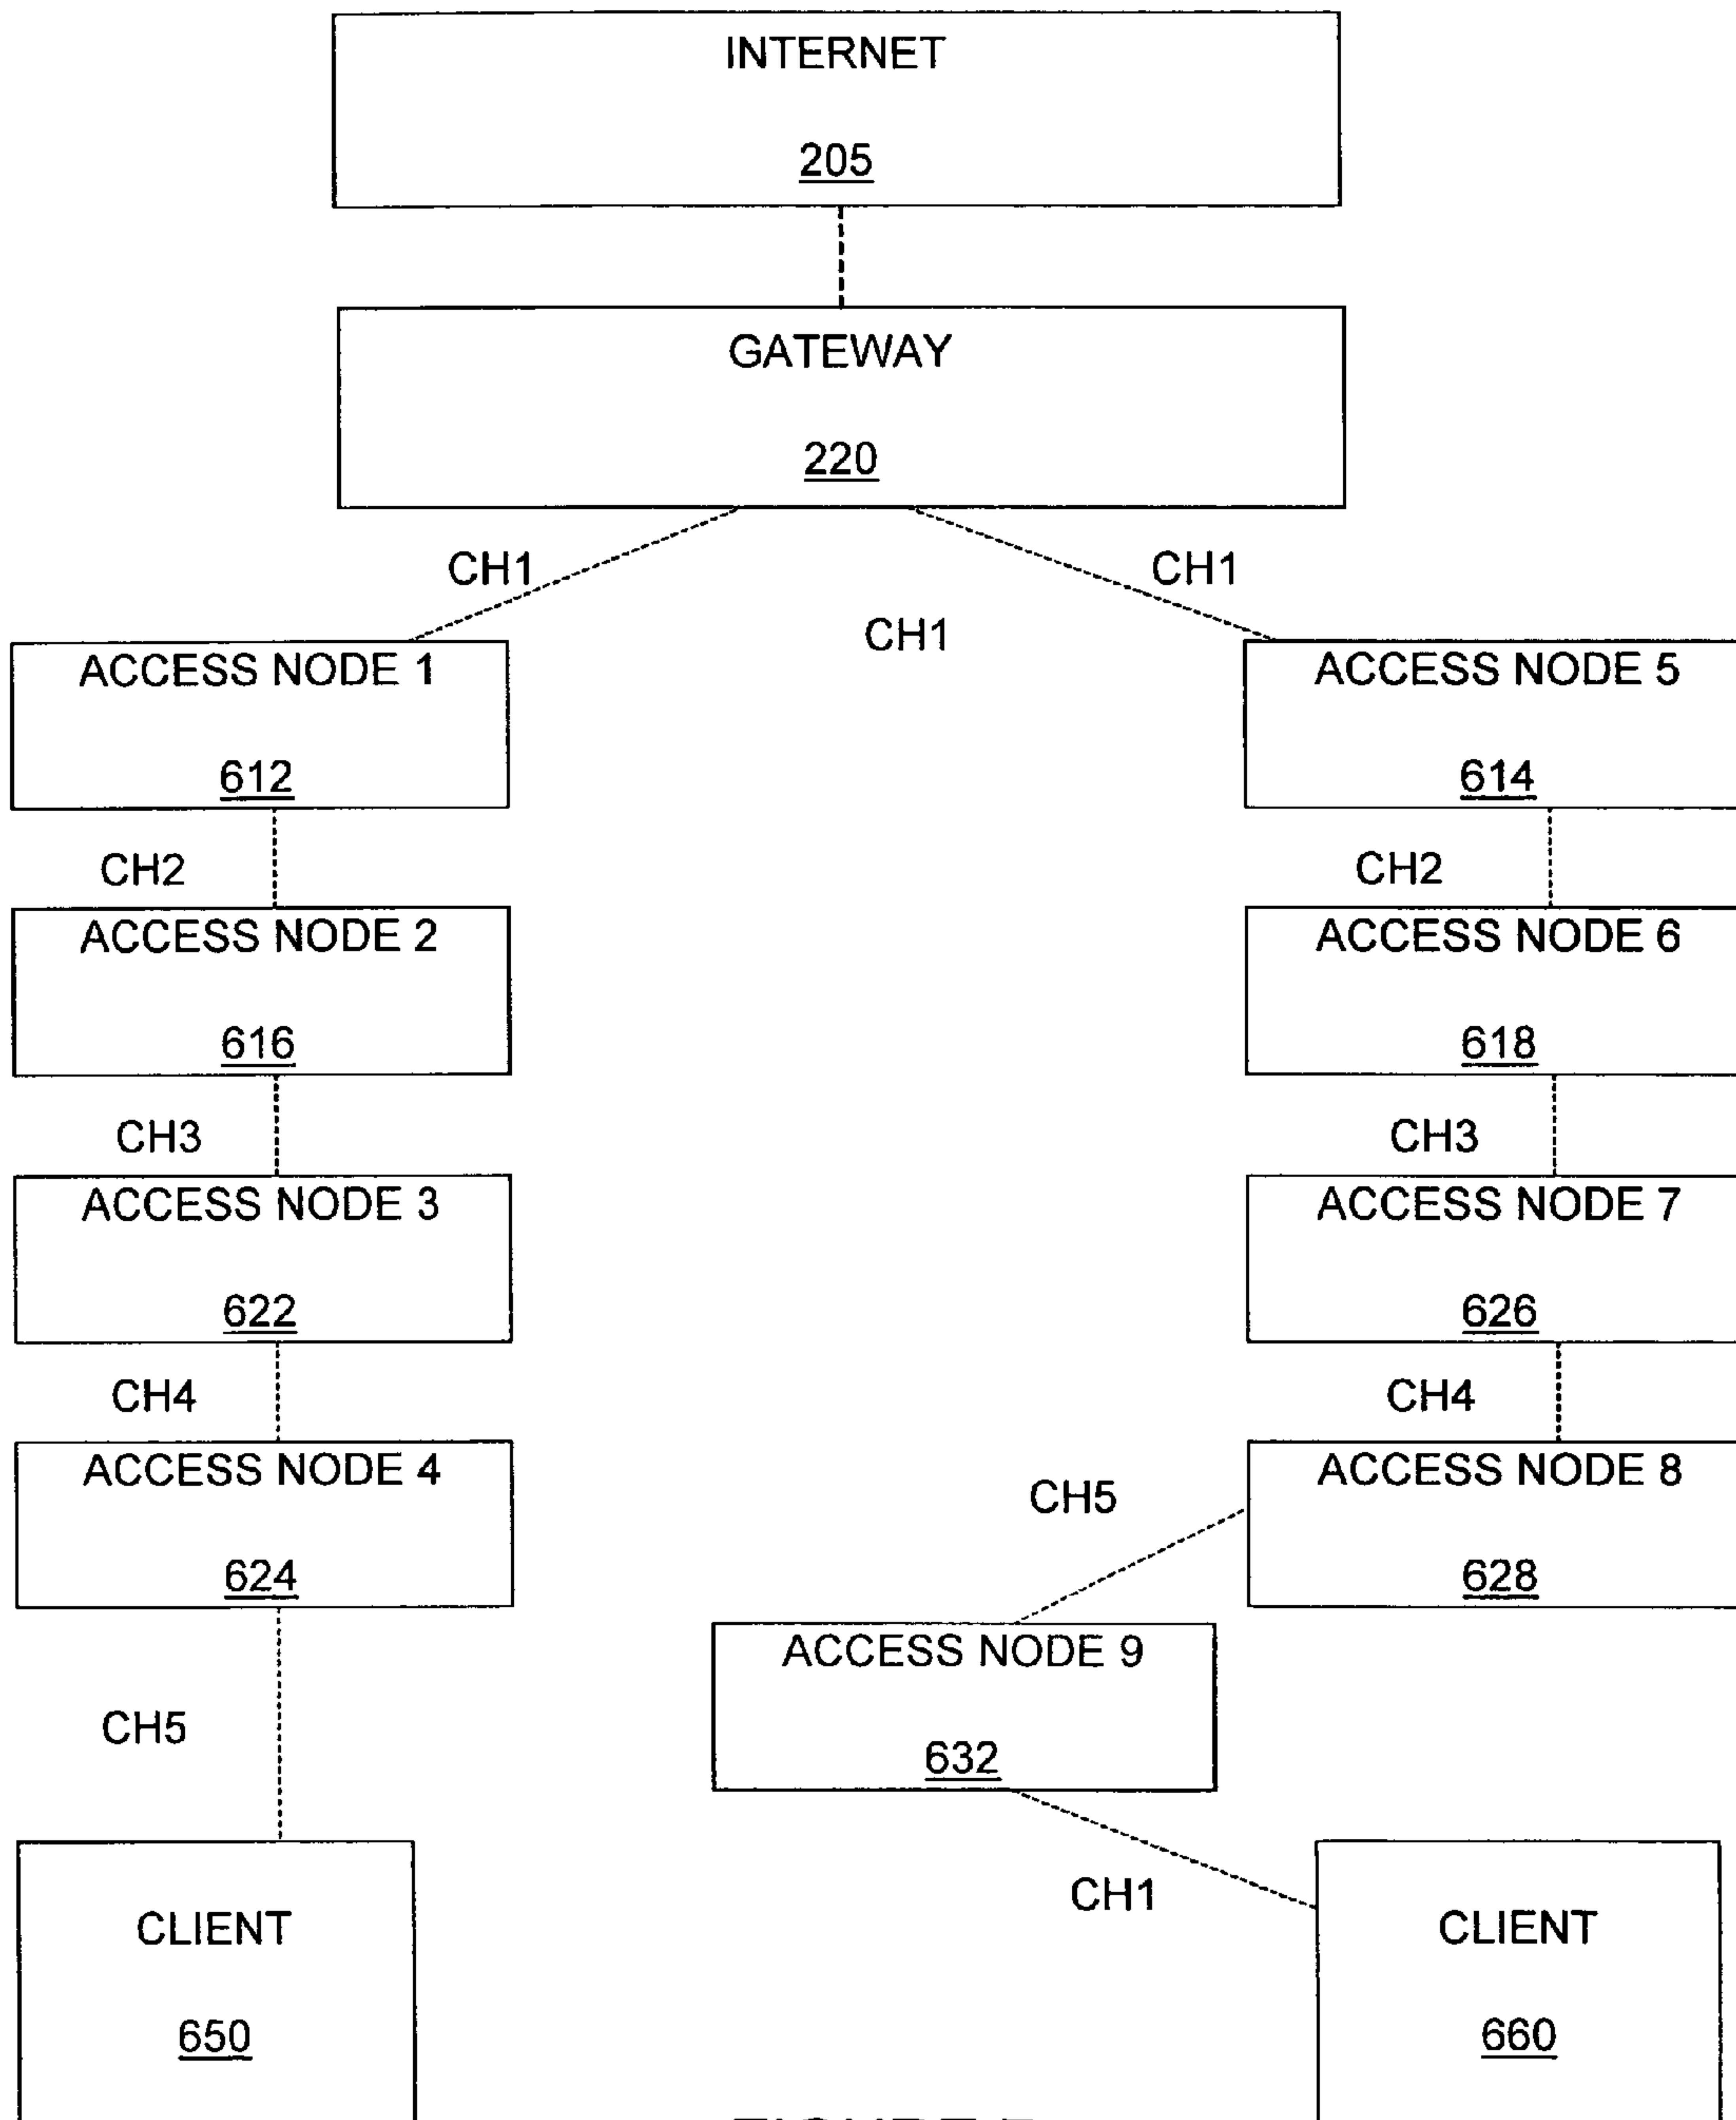 INTERNET
205
GATEWAY
220
CH1
CH1
CH1
ACCESS NODE 1
612
ACCESS NODE 5
614
CH2
CH2
ACCESS NODE 2
616
ACCESS NODE 6
618
CH3
CH3
ACCESS NODE 3
622
ACCESS NODE 7
626
CH4
CH4
ACCESS NODE 4
624
ACCESS NODE 8
628
CH5
ACCESS NODE 9
632
CH5
CH1
CLIENT
650
CLIENT
660